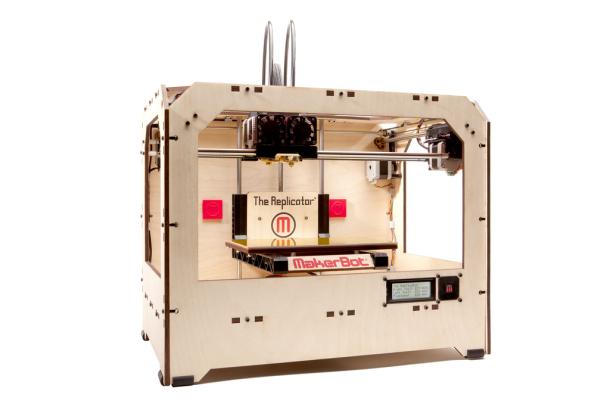 The Replicator
M
MakerBot
M